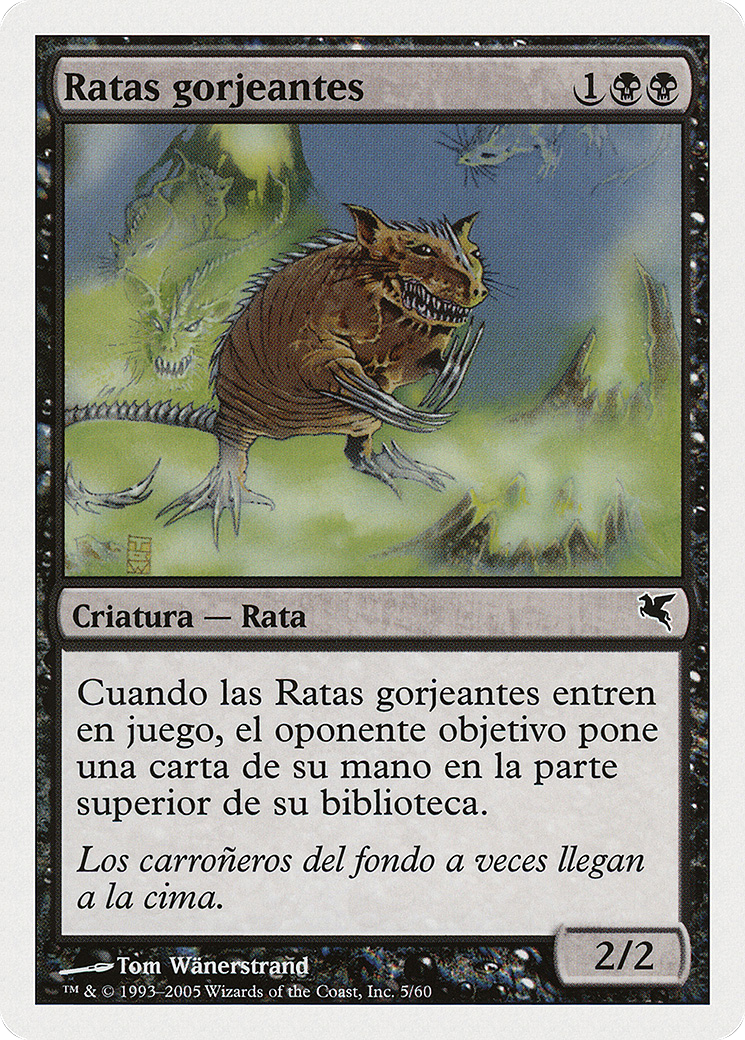 Ratas gorjeantes 1
Criatura — Rata
Cuando las Ratas gorjeantes entren
en juego, el oponente objetivo pone
una carta de su mano en la parte
superior de su biblioteca.
Los carroñeros del fondo a veces llegan
a la cima.
2/2
Tom Wänerstrand
™ & © 1993–2005 Wizards of the Coast, Inc. 5/60